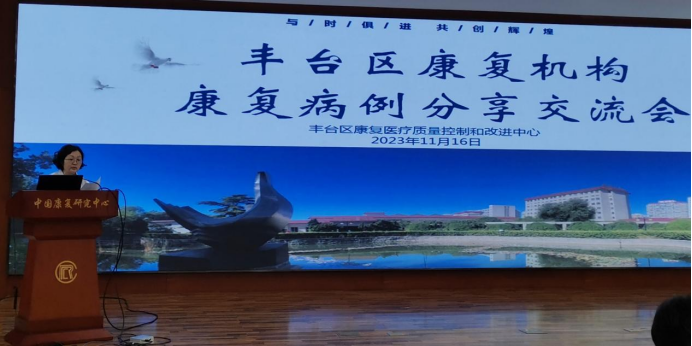 与/时/俱/进 共/创/辉/煌
丰台区康复机构
康复病例分享交流会
丰台区康复医疗质量控制和改进中心
2023年11月16日
中国康复研究中心